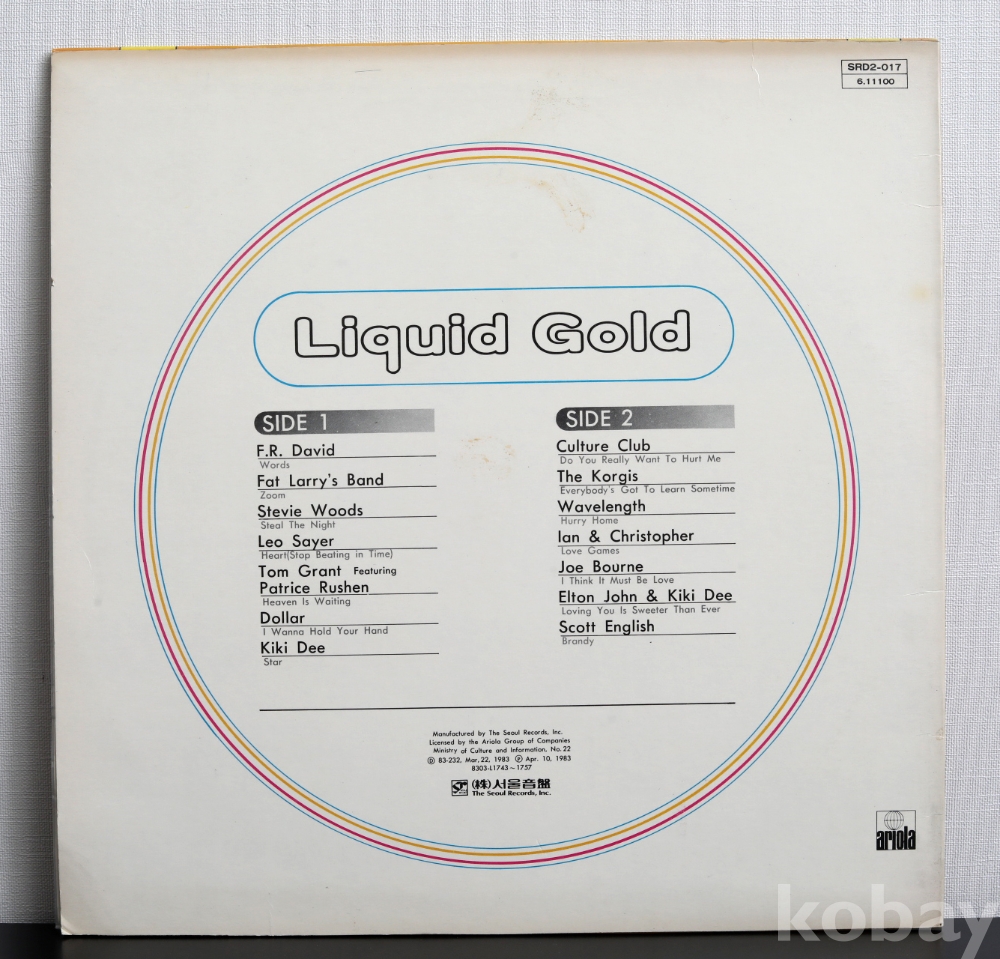 SRD2-017
6.11100
Liquid Gold
SIDE 1
F.R. David
Words
Fat Larry's Band
Zoom
Stevie Woods
Steal The Night
Leo Sayer
Heart(Stop Beating in Time)
Tom Grant Featuring
Patrice Rushen
Heaven Is Waiting
Dollar
I Wanna Hold Your Hand
Kiki Dee
Star
SIDE 2
Culture Club
Do You Really Want To Hurt Me
The Korgis
Everybody's Got To Learn Sometime
Wavelength
Hurry Home
Ian & Christopher
Love Games
Joe Bourne
I Think It Must Be Love
Elton John & Kiki Dee
Loving You Is Sweeter Than Ever
Scott English
Brandy
Manufactured by The Seoul Records, Inc.
Licensed by the Ariola Group of Companies
Ministry of Culture and Information, No. 22
Ⓓ 83-232, Mar, 22, 1983 Ⓟ Apr. 10, 1983
8303-L1743~1757
(株)서울音盤
The Seoul Records, Inc.
ariola
kobay